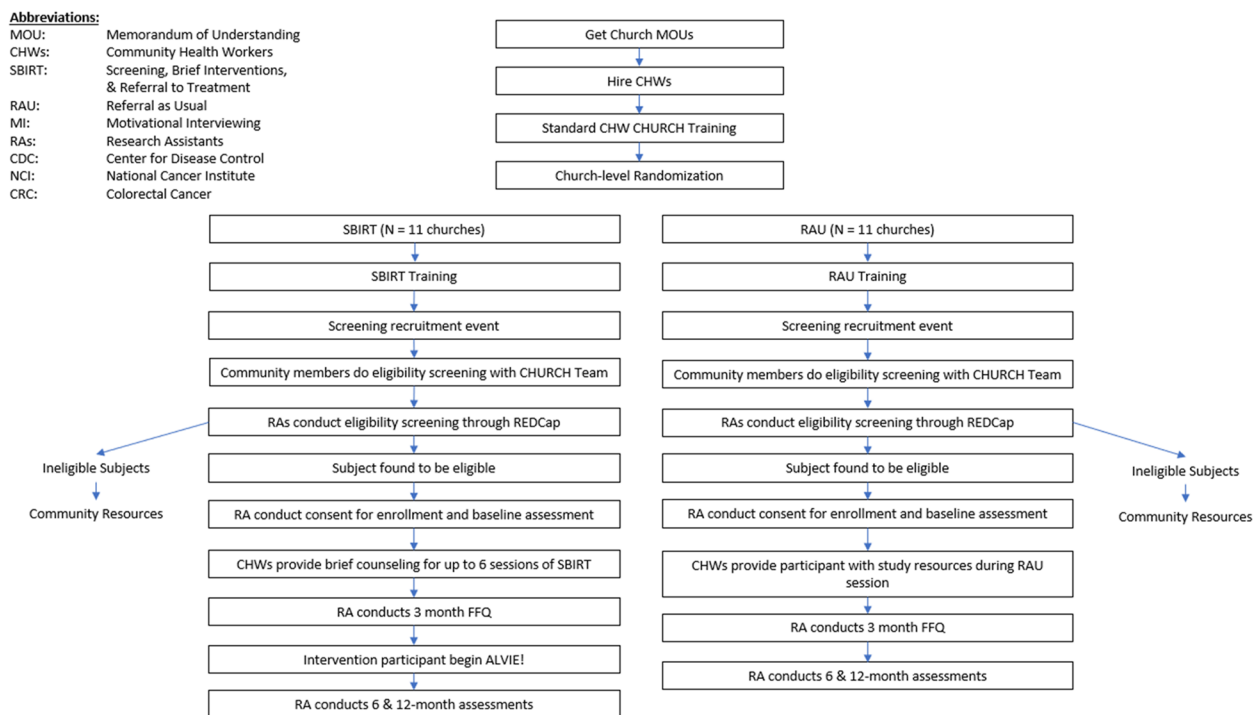 Abbreviations:
MOU: Memorandum of Understanding
CHWs: Community Health Workers
SBIRT: Screening, Brief Interventions,
& Referral to Treatment
RAU: Referral as Usual
MI: Motivational Interviewing
RAs: Research Assistants
CDC: Center for Disease Control
NCI: National Cancer Institute
CRC: Colorectal Cancer
Get Church MOUs
Hire CHWs
Standard CHW CHURCH Training
Church-level Randomization
SBIRT (N = 11 churches)
SBIRT Training
Screening recruitment event
Community members do eligibility screening with CHURCH Team
RAs conduct eligibility screening through REDCap
Ineligible Subjects
Community Resources
Subject found to be eligible
RA conduct consent for enrollment and baseline assessment
CHWs provide brief counseling for up to 6 sessions of SBIRT
RA conducts 3 month FFQ
Intervention participant begin ALVIE!
RA conducts 6 & 12-month assessments
RAU (N = 11 churches)
RAU Training
Screening recruitment event
Community members do eligibility screening with CHURCH Team
RAs conduct eligibility screening through REDCap
Ineligible Subjects
Community Resources
Subject found to be eligible
RA conduct consent for enrollment and baseline assessment
CHWs provide participant with study resources during RAU
session
RA conducts 3 month FFQ
RA conducts 6 & 12-month assessments